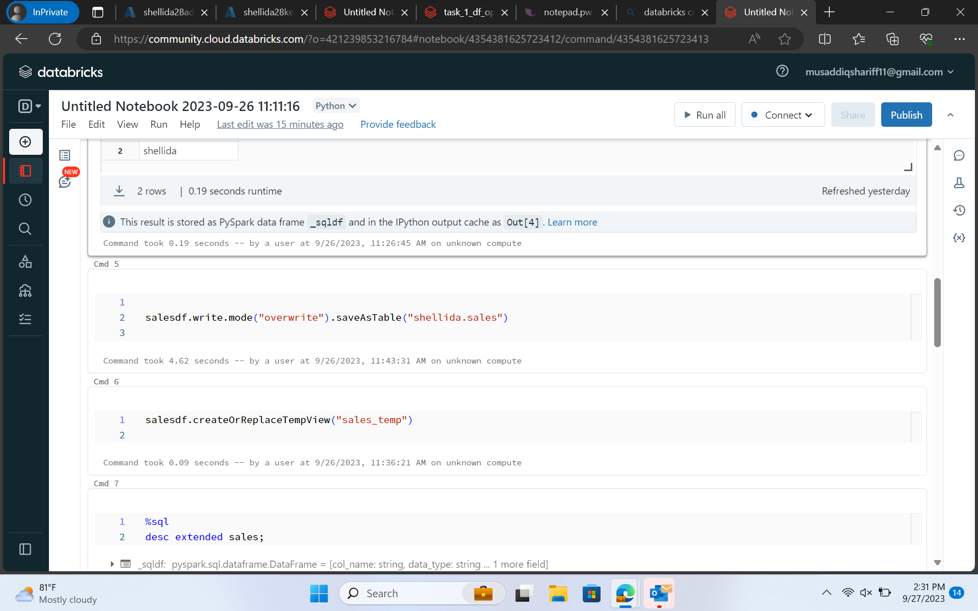 InPrivate
shellida28ad
shellida28ke
Untitled Not
task_1_df_op
notepad.pw
databricks c
Untitled Not
https://community.cloud.databricks.com/?o=421239853216784#notebook/4354381625723412/command/4354381625723413
databricks
musaddiqshariff11@gmail.com
Untitled Notebook 2023-09-26 11:11:16
Python
File Edit View Run Help Last edit was 15 minutes ago Provide feedback
Run all
Connect
Share
Publish
NEW
2 shellida
2 rows | 0.19 seconds runtime
Refreshed yesterday
This result is stored as PySpark data frame _sqldf and in the IPython output cache as Out[4]. Learn more
Command took 0.19 seconds -- by a user at 9/26/2023, 11:26:45 AM on unknown compute
Cmd 5
1
2 salesdf.write.mode("overwrite").saveAsTable("shellida.sales")
3
Command took 4.62 seconds -- by a user at 9/26/2023, 11:43:31 AM on unknown compute
Cmd 6
1 salesdf.createOrReplaceTempView("sales_temp")
2
Command took 0.09 seconds -- by a user at 9/26/2023, 11:36:21 AM on unknown compute
Cmd 7
1 %sql
2 desc extended sales;
_sqldf: pyspark.sql.dataframe.DataFrame = [col_name: string, data_type: string ... 1 more field]
81°F
Mostly cloudy
Search
2:31 PM
9/27/2023
14